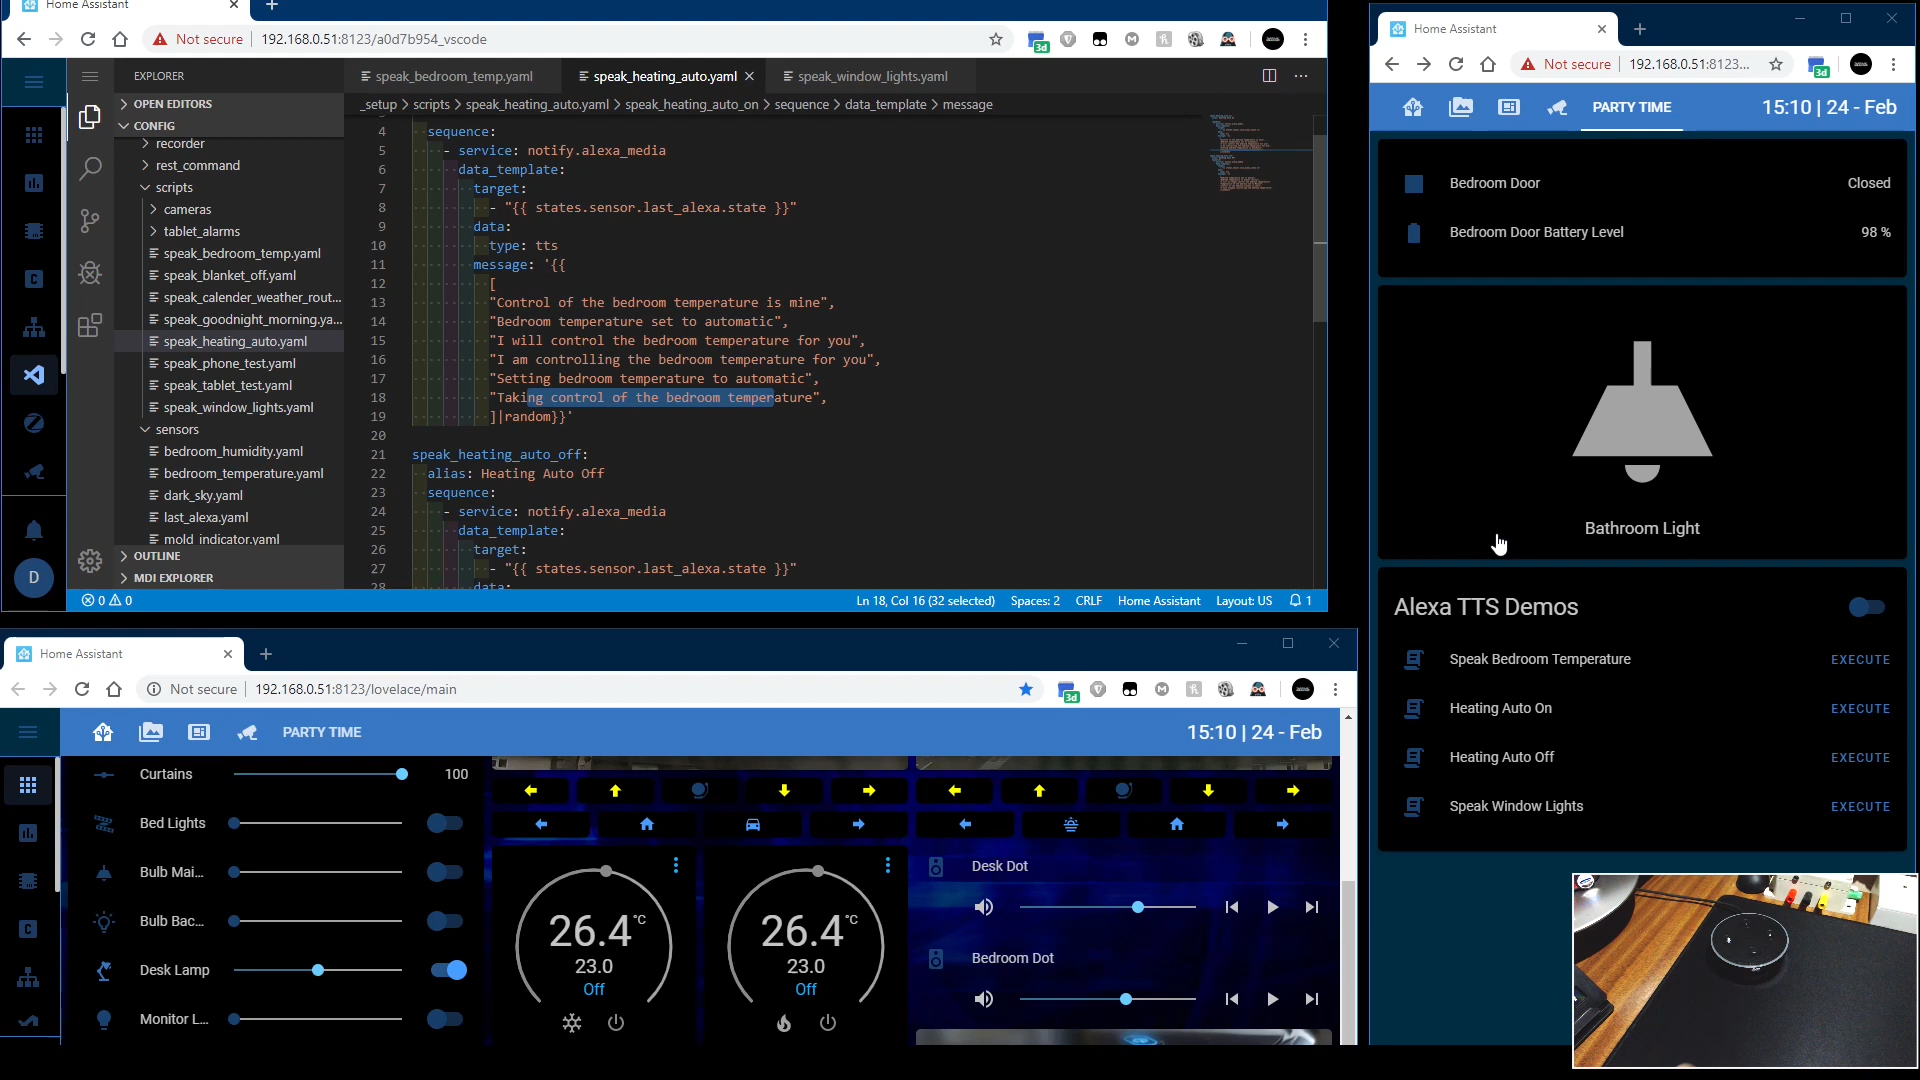 Home Assistant
Not secure | 192.168.0.51:8123/a0d7b954_vscode
3d
EXPLORER
OPEN EDITORS
CONFIG
recorder
rest_command
scripts
cameras
tablet_alarms
speak_bedroom_temp.yaml
speak_blanket_off.yaml
speak_calender_weather_rout...
speak_goodnight_morning.ya...
speak_heating_auto.yaml
speak_phone_test.yaml
speak_tablet_test.yaml
speak_window_lights.yaml
sensors
bedroom_humidity.yaml
bedroom_temperature.yaml
dark_sky.yaml
last_alexa.yaml
mold_indicator.yaml
OUTLINE
MDI EXPLORER
D
speak_bedroom_temp.yaml
speak_heating_auto.yaml
speak_window_lights.yaml
_setup > scripts > speak_heating_auto.yaml > speak_heating_auto_on > sequence > data_template > message
4 sequence:
5 - service: notify.alexa_media
6 data_template:
7 target:
8 - "{{ states.sensor.last_alexa.state }}"
9 data:
10 type: tts
11 message: '{{
12 [
13 "Control of the bedroom temperature is mine",
14 "Bedroom temperature set to automatic",
15 "I will control the bedroom temperature for you",
16 "I am controlling the bedroom temperature for you",
17 "Setting bedroom temperature to automatic",
18 "Taking control of the bedroom temperature",
19 ]|random}}'
20
21 speak_heating_auto_off:
22 alias: Heating Auto Off
23 sequence:
24 - service: notify.alexa_media
25 data_template:
26 target:
27 - "{{ states.sensor.last_alexa.state }}"
28 data:
0 0
Ln 18, Col 16 (32 selected) Spaces: 2 CRLF Home Assistant Layout: US 1
Home Assistant
Not secure | 192.168.0.51:8123...
3d
PARTY TIME
15:10 | 24 - Feb
Bedroom Door Closed
Bedroom Door Battery Level 98 %
Bathroom Light
Alexa TTS Demos
Speak Bedroom Temperature EXECUTE
Heating Auto On EXECUTE
Heating Auto Off EXECUTE
Speak Window Lights EXECUTE
Home Assistant
Not secure | 192.168.0.51:8123/lovelace/main
3d
PARTY TIME
15:10 | 24 - Feb
Curtains 100
Bed Lights
Bulb Mai...
Bulb Bac...
Desk Lamp
Monitor L...
26.4 °C
23.0
Off
26.4 °C
23.0
Off
Desk Dot
Bedroom Dot